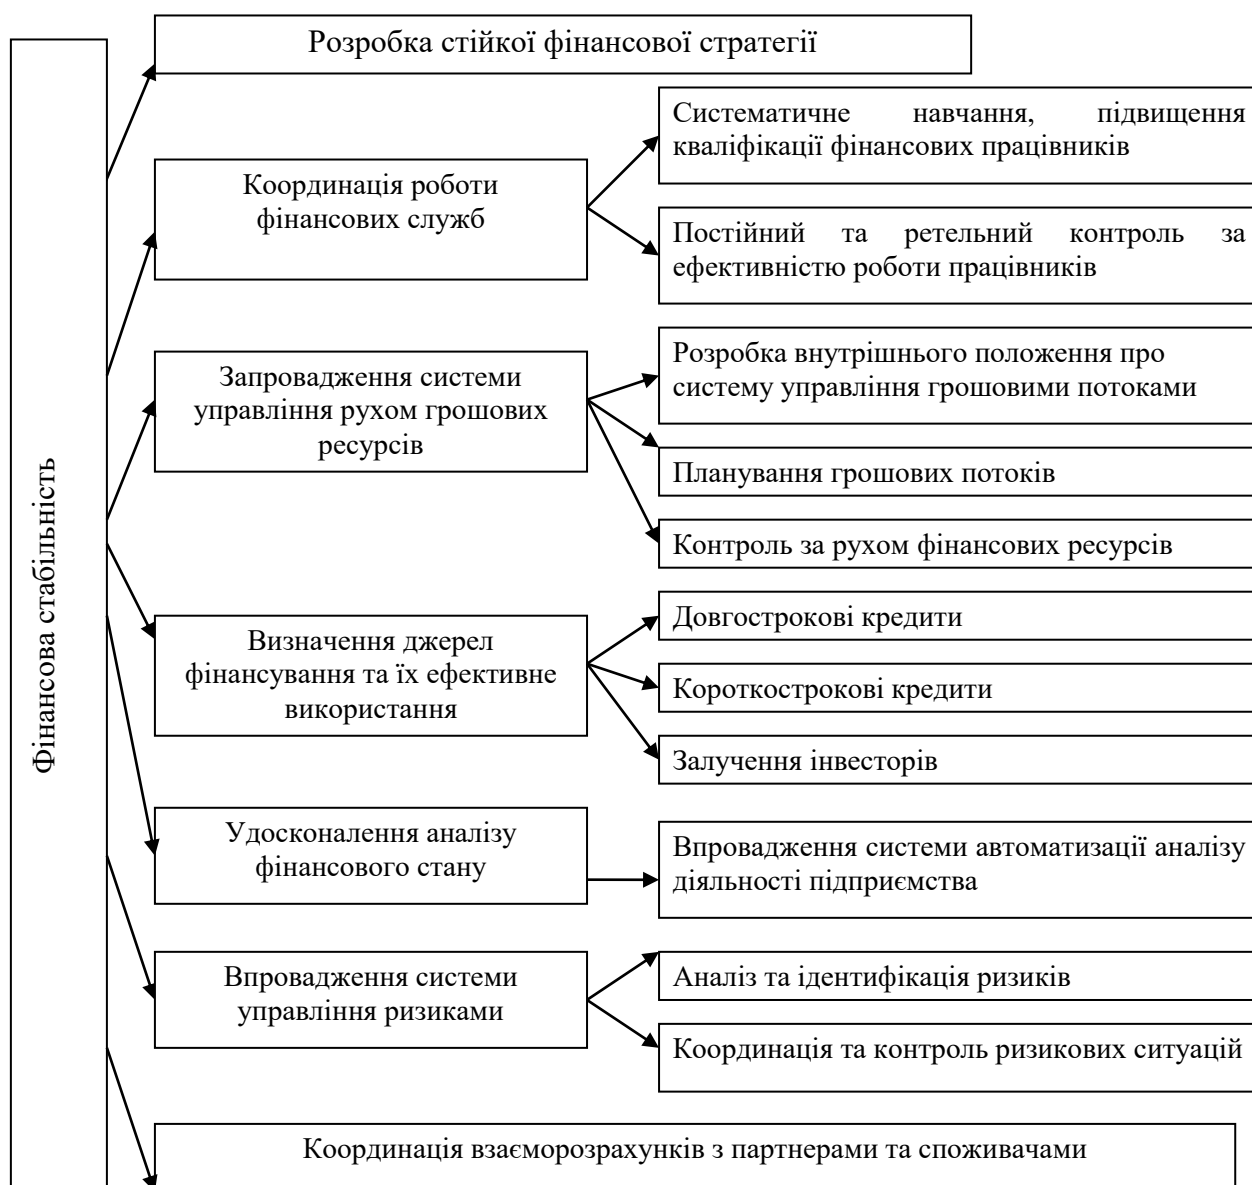 Розробка стійкої фінансової стратегії
Фінансова стабільність
Координація роботи
фінансових служб
Систематичне навчання, підвищення
кваліфікації фінансових працівників
Постійний та ретельний контроль за
ефективністю роботи працівників
Запровадження системи
управління рухом грошових
ресурсів
Розробка внутрішнього положення про
систему управління грошовими потоками
Планування грошових потоків
Контроль за рухом фінансових ресурсів
Визначення джерел
фінансування та їх ефективне
використання
Довгострокові кредити
Короткострокові кредити
Залучення інвесторів
Удосконалення аналізу
фінансового стану
Впровадження системи автоматизації аналізу
діяльності підприємства
Впровадження системи
управління ризиками
Аналіз та ідентифікація ризиків
Координація та контроль ризикових ситуацій
Координація взаєморозрахунків з партнерами та споживачами